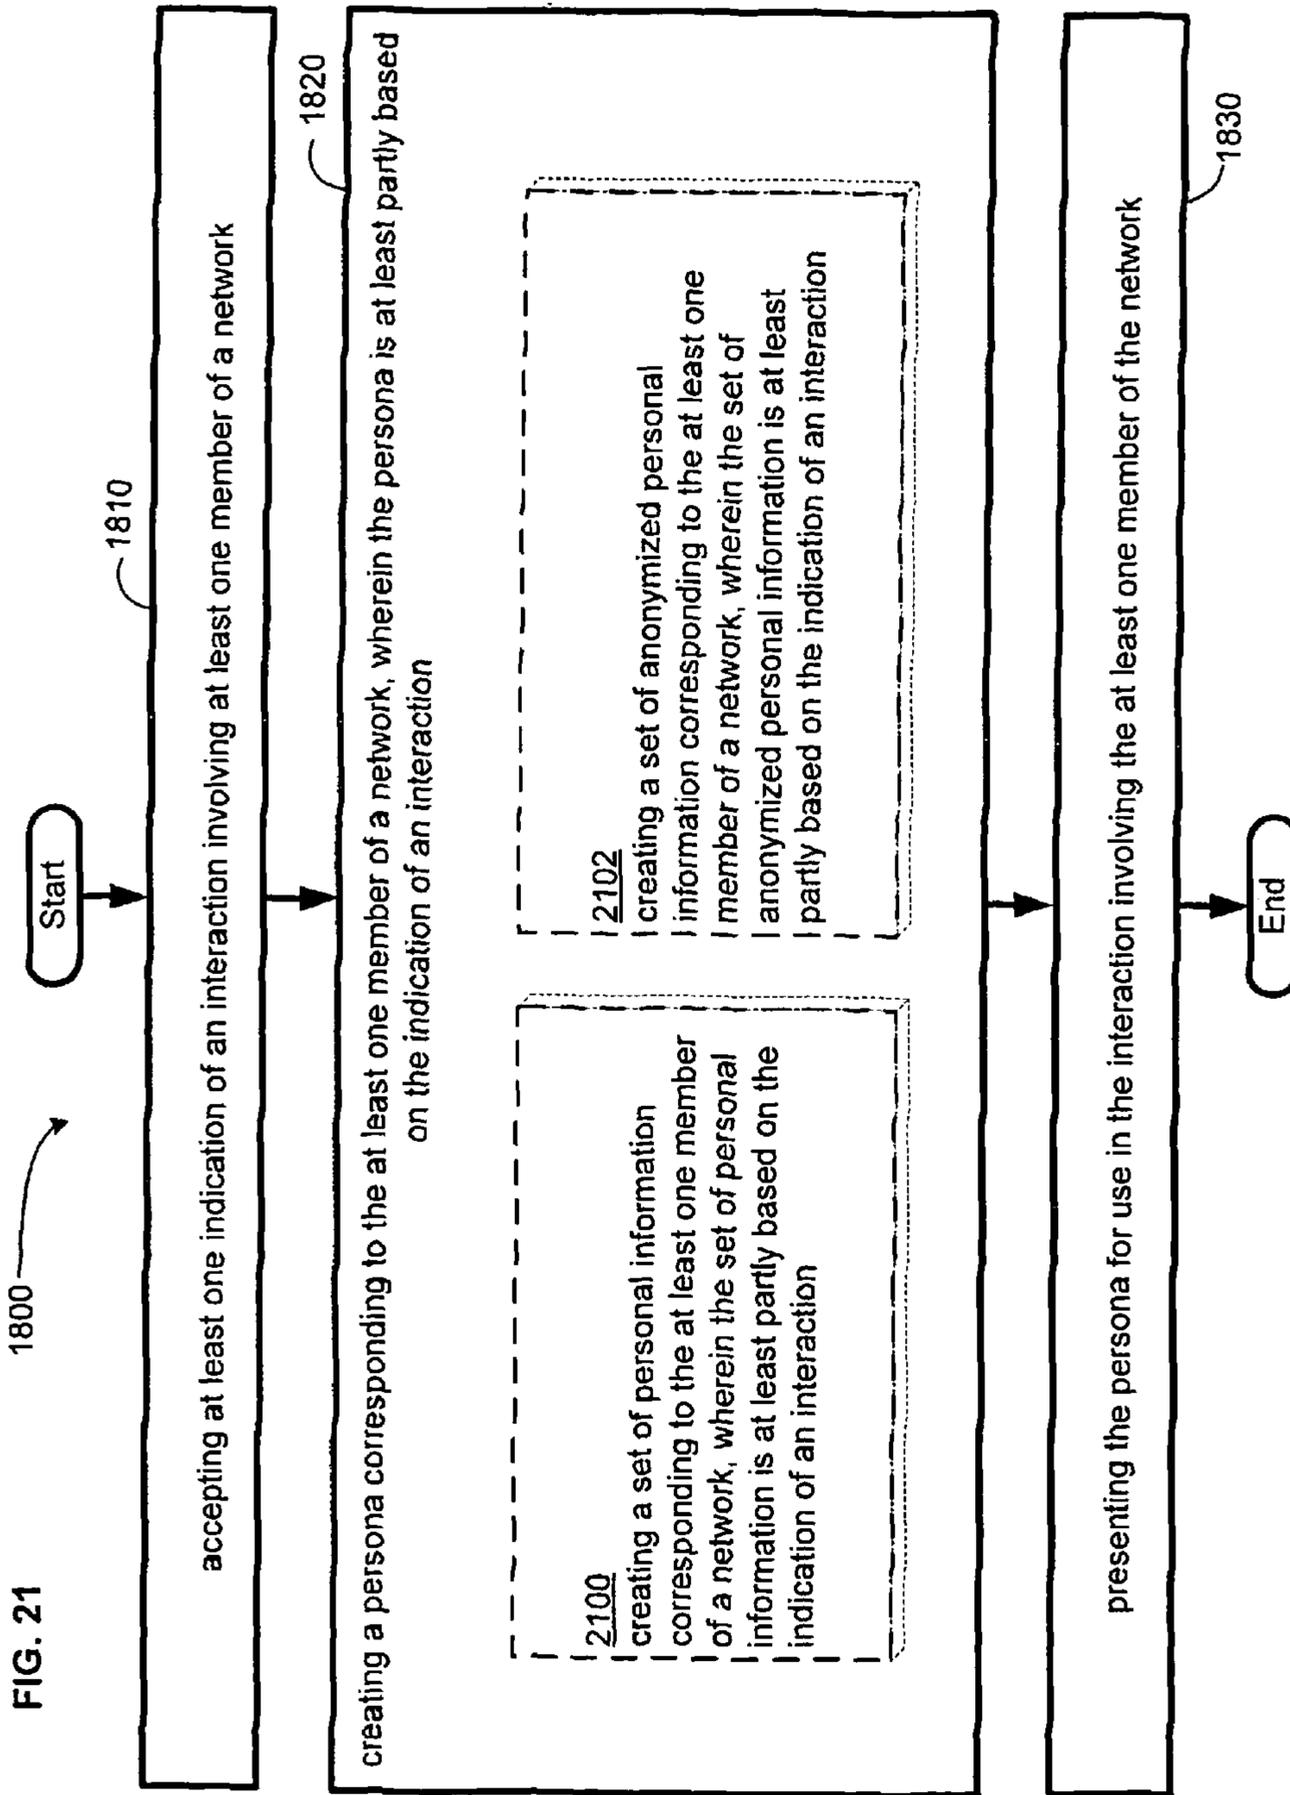 FIG. 21
1800
Start
1810
accepting at least one indication of an interaction involving at least one member of a network
1820
creating a persona corresponding to the at least one member of a network, wherein the persona is at least partly based
on the indication of an interaction
2100
creating a set of personal information
corresponding to the at least one member
of a network, wherein the set of personal
information is at least partly based on the
indication of an interaction
2102
creating a set of anonymized personal
information corresponding to the at least one
member of a network, wherein the set of
anonymized personal information is at least
partly based on the indication of an interaction
1830
presenting the persona for use in the interaction involving the at least one member of the network
End